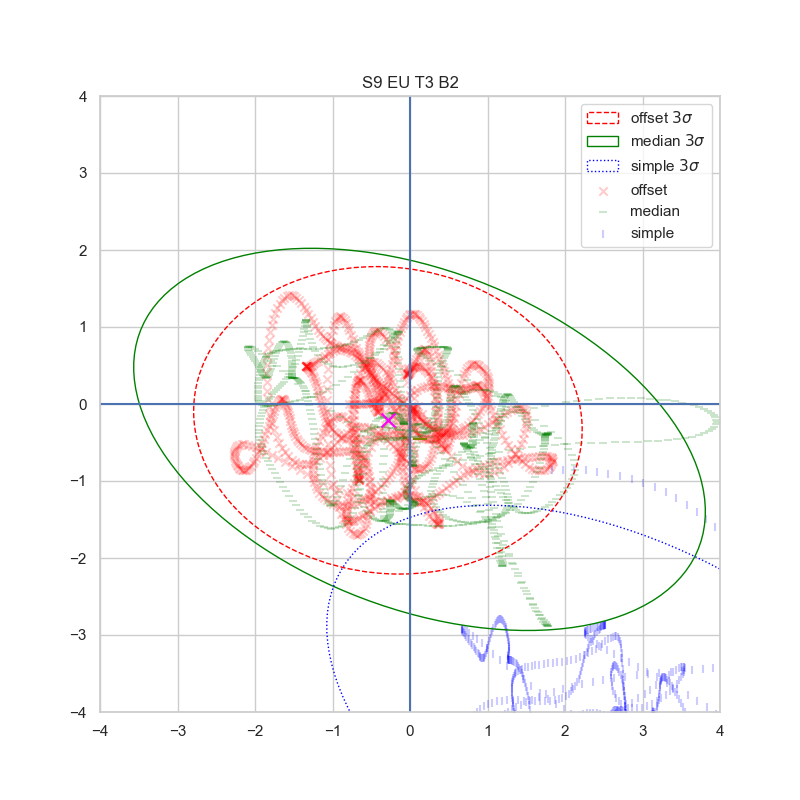 S9 EU T3 B2
offset 3σ
median 3σ
simple 3σ
offset
median
simple
4
3
2
1
0
−1
−2
−3
−4
−4 −3 −2 −1 0 1 2 3 4